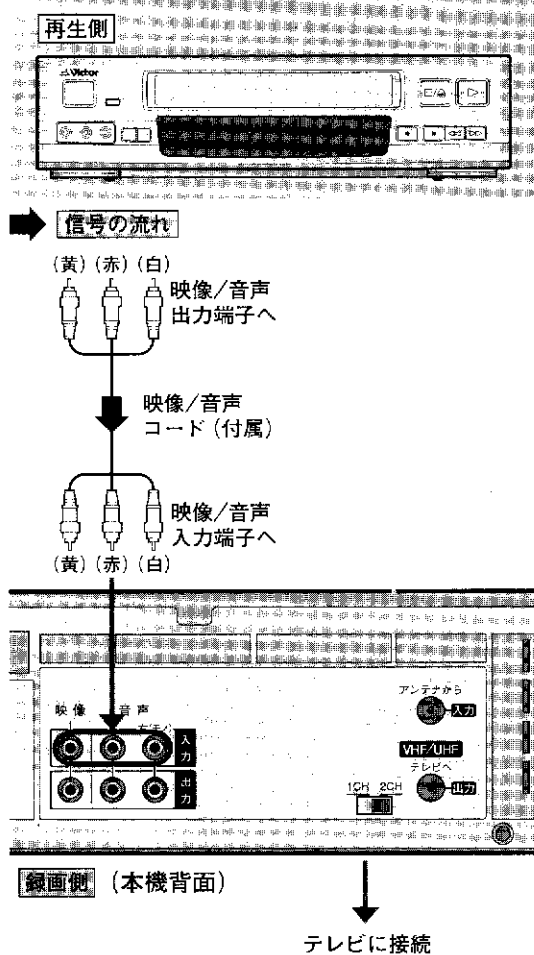 再生側
Victor
信号の流れ
(黄)(赤)(白)
映像/音声
出力端子へ
映像/音声
コード(付属)
映像/音声
入力端子へ
(黄)(赤)(白)
アンテナから
入力
映像 音声
入力
VHF/UHF
テレビへ
出力
1CH 2CH
出力
録画側 (本機背面)
テレビに接続